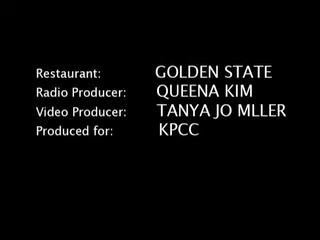 Restaurant: GOLDEN STATE
Radio Producer: QUEENA KIM
Video Producer: TANYA JO MLLER
Produced for: KPCC